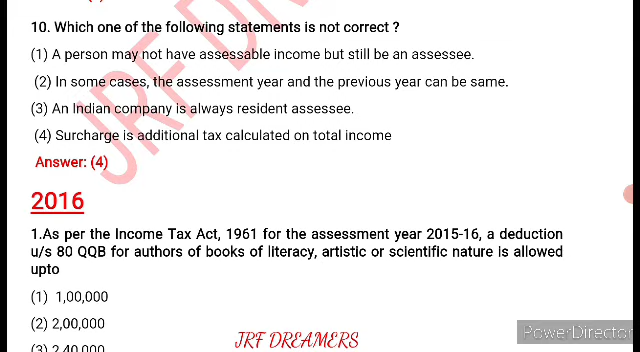 10. Which one of the following statements is not correct ?
(1) A person may not have assessable income but still be an assessee.
(2) In some cases, the assessment year and the previous year can be same.
(3) An Indian company is always resident assessee.
(4) Surcharge is additional tax calculated on total income
Answer: (4)
2016
1.As per the Income Tax Act, 1961 for the assessment year 2015-16, a deduction
u/s 80 QQB for authors of books of literacy, artistic or scientific nature is allowed
upto
(1) 1,00,000
(2) 2,00,000
(3) 2,40,000
JRF DREAMERS
PowerDirector